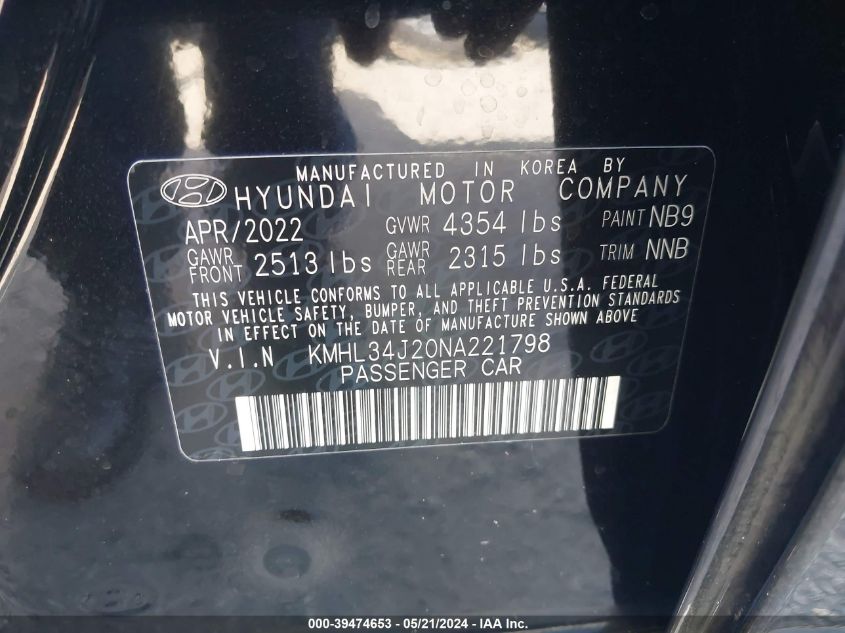 MANUFACTURED IN KOREA BY
HYUNDAI MOTOR COMPANY
APR/2022 GVWR 4354 lbs PAINT NB9
GAWR FRONT 2513 lbs GAWR REAR 2315 lbs TRIM NNB
THIS VEHICLE CONFORMS TO ALL APPLICABLE U.S.A. FEDERAL
MOTOR VEHICLE SAFETY, BUMPER, AND THEFT PREVENTION STANDARDS
IN EFFECT ON THE DATE OF MANUFACTURE SHOWN ABOVE
V.I.N KMHL34J20NA221798
PASSENGER CAR
000-39474653 - 05/21/2024 - IAA Inc.